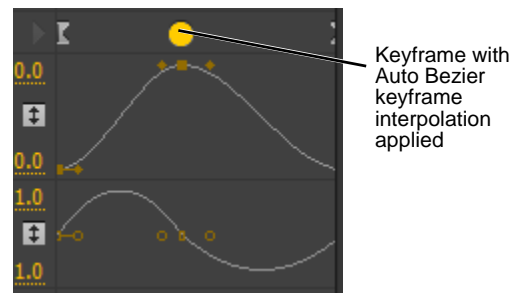 Keyframe with
Auto Bezier
keyframe
interpolation
applied
0.0
0.0
1.0
1.0